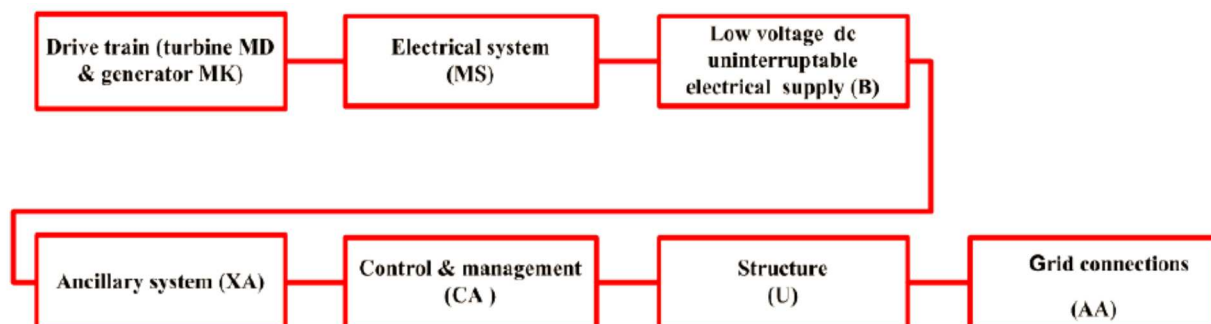 Drive train (turbine MD
& generator MK)
Electrical system
(MS)
Low voltage dc
uninterruptable
electrical supply (B)
Ancillary system (XA)
Control & management
(CA )
Structure
(U)
Grid connections
(AA)